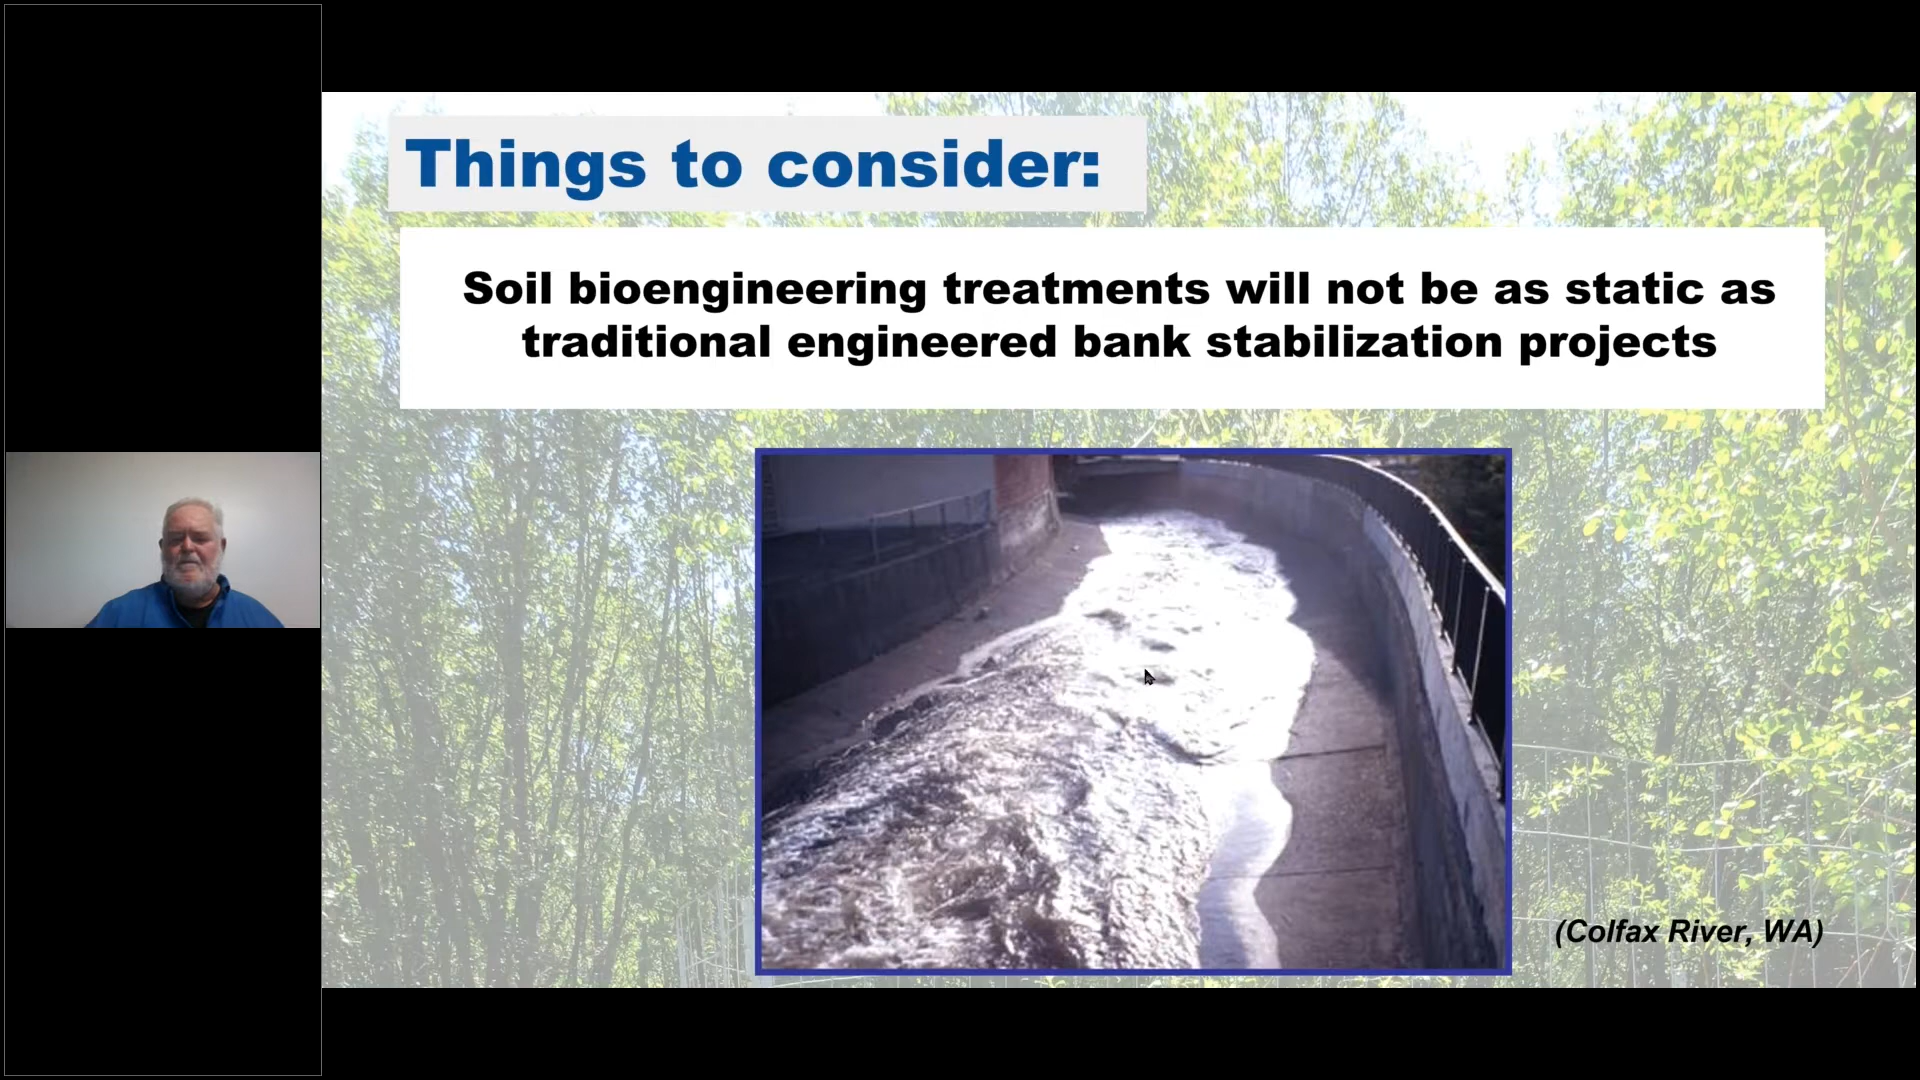 Things to consider:
Soil bioengineering treatments will not be as static as
traditional engineered bank stabilization projects
(Colfax River, WA)